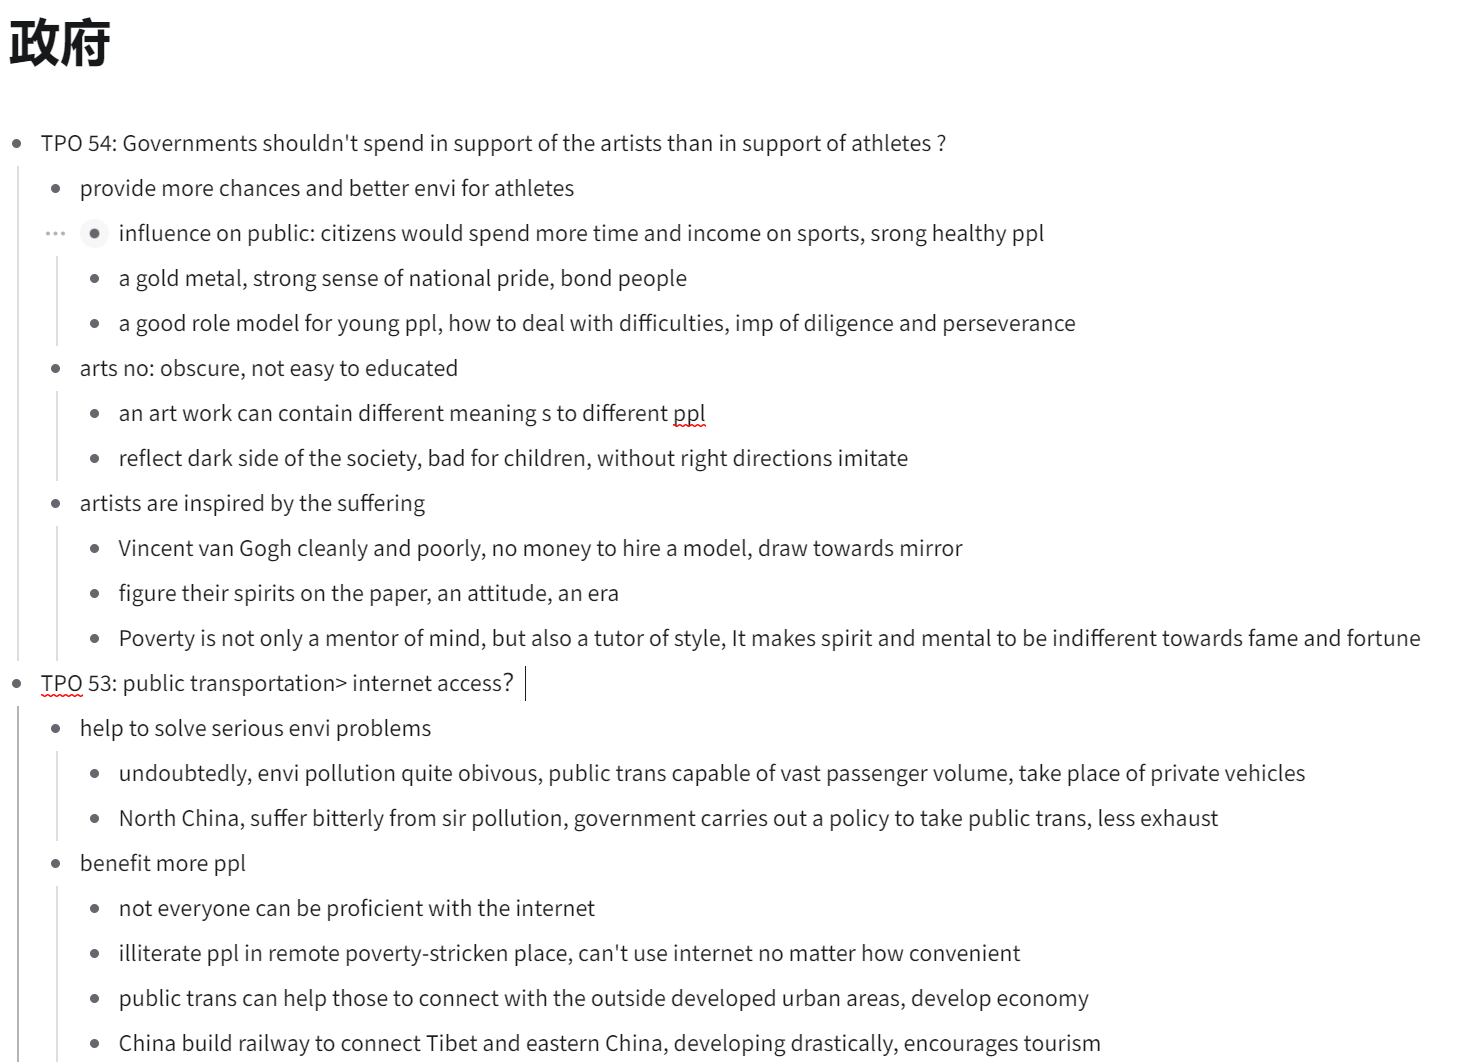 政府
TPO 54: Governments shouldn't spend in support of the artists than in support of athletes ?
provide more chances and better envi for athletes
influence on public: citizens would spend more time and income on sports, srong healthy ppl
a gold metal, strong sense of national pride, bond people
a good role model for young ppl, how to deal with difficulties, imp of diligence and perseverance
arts no: obscure, not easy to educated
an art work can contain different meaning s to different ppl
reflect dark side of the society, bad for children, without right directions imitate
artists are inspired by the suffering
Vincent van Gogh cleanly and poorly, no money to hire a model, draw towards mirror
figure their spirits on the paper, an attitude, an era
Poverty is not only a mentor of mind, but also a tutor of style, It makes spirit and mental to be indifferent towards fame and fortune
TPO 53: public transportation> internet access？
help to solve serious envi problems
undoubtedly, envi pollution quite obivous, public trans capable of vast passenger volume, take place of private vehicles
North China, suffer bitterly from sir pollution, government carries out a policy to take public trans, less exhaust
benefit more ppl
not everyone can be proficient with the internet
illiterate ppl in remote poverty-stricken place, can't use internet no matter how convenient
public trans can help those to connect with the outside developed urban areas, develop economy
China build railway to connect Tibet and eastern China, developing drastically, encourages tourism